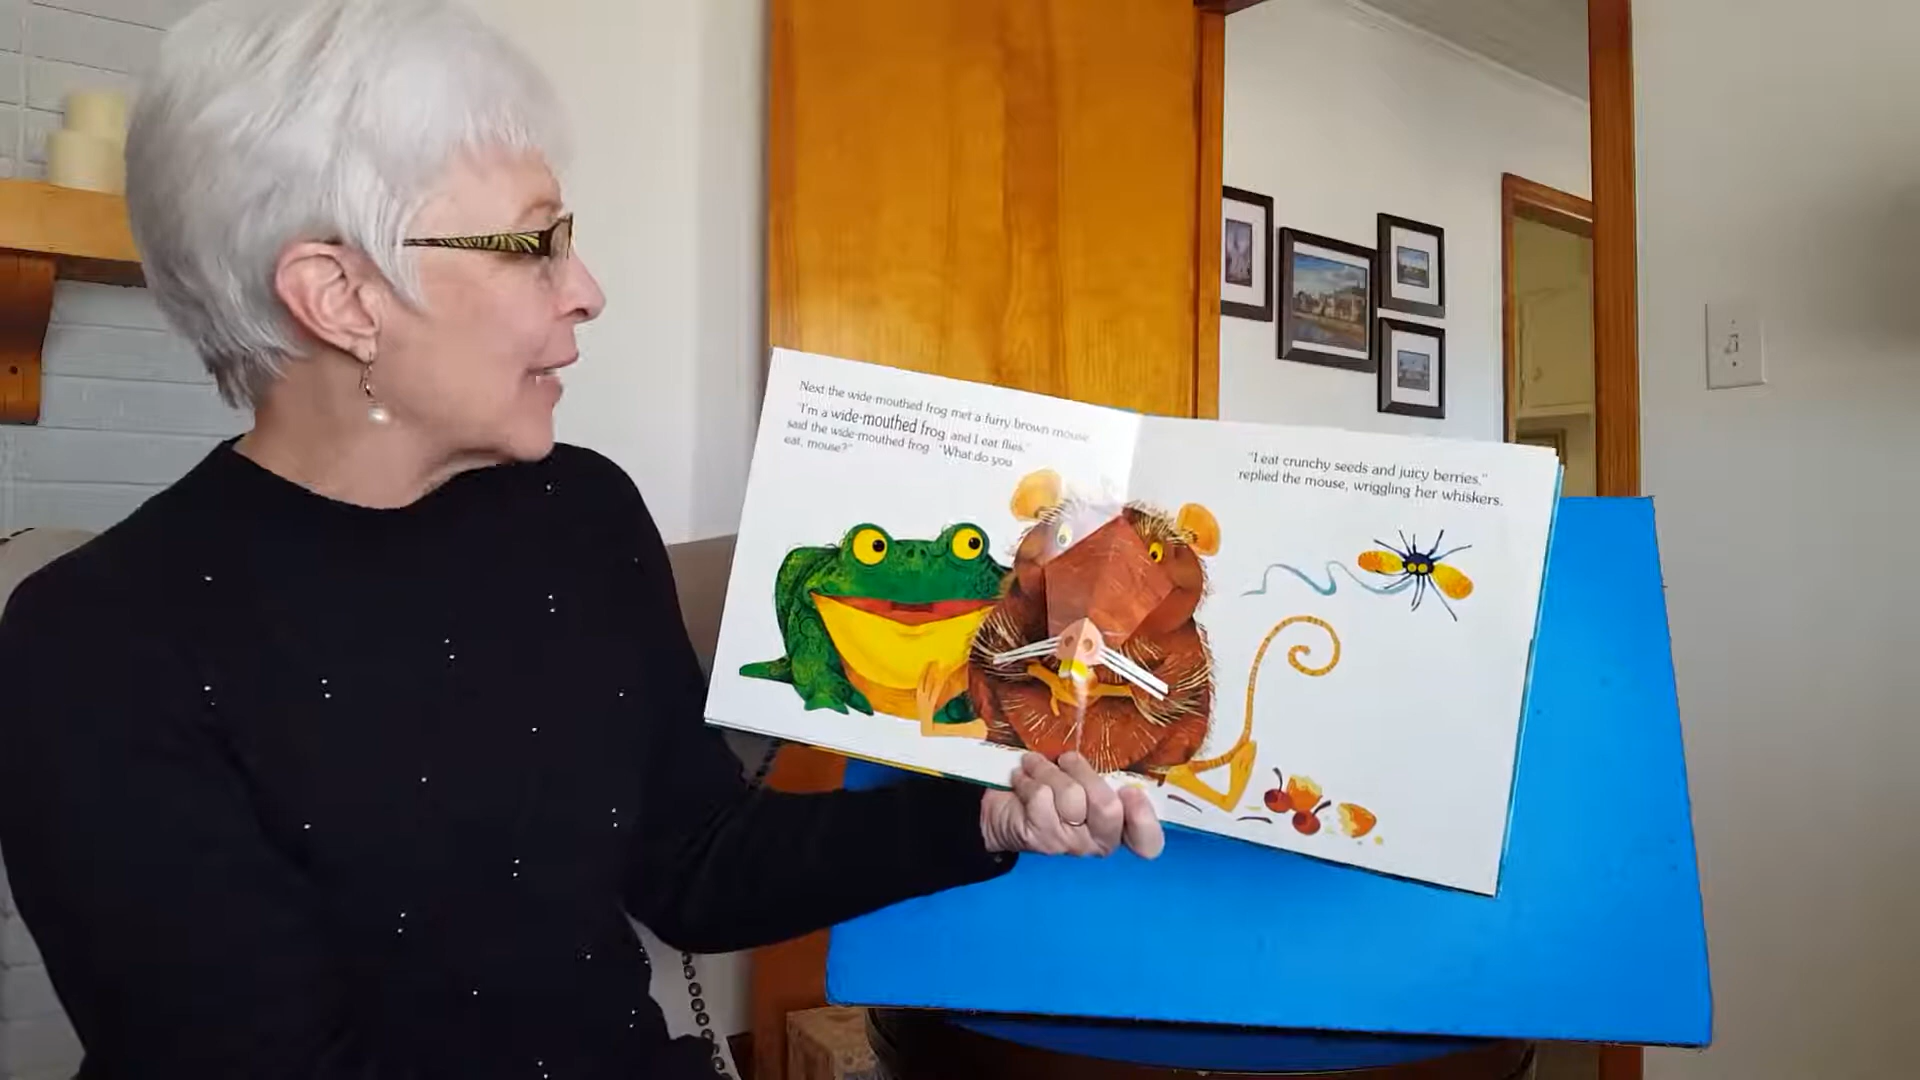 Next the wide-mouthed frog met a furry brown mouse.
"I'm a wide-mouthed frog and I eat flies,"
said the wide-mouthed frog. "What do you
eat, mouse?"
"I eat crunchy seeds and juicy berries,"
replied the mouse, wriggling her whiskers.